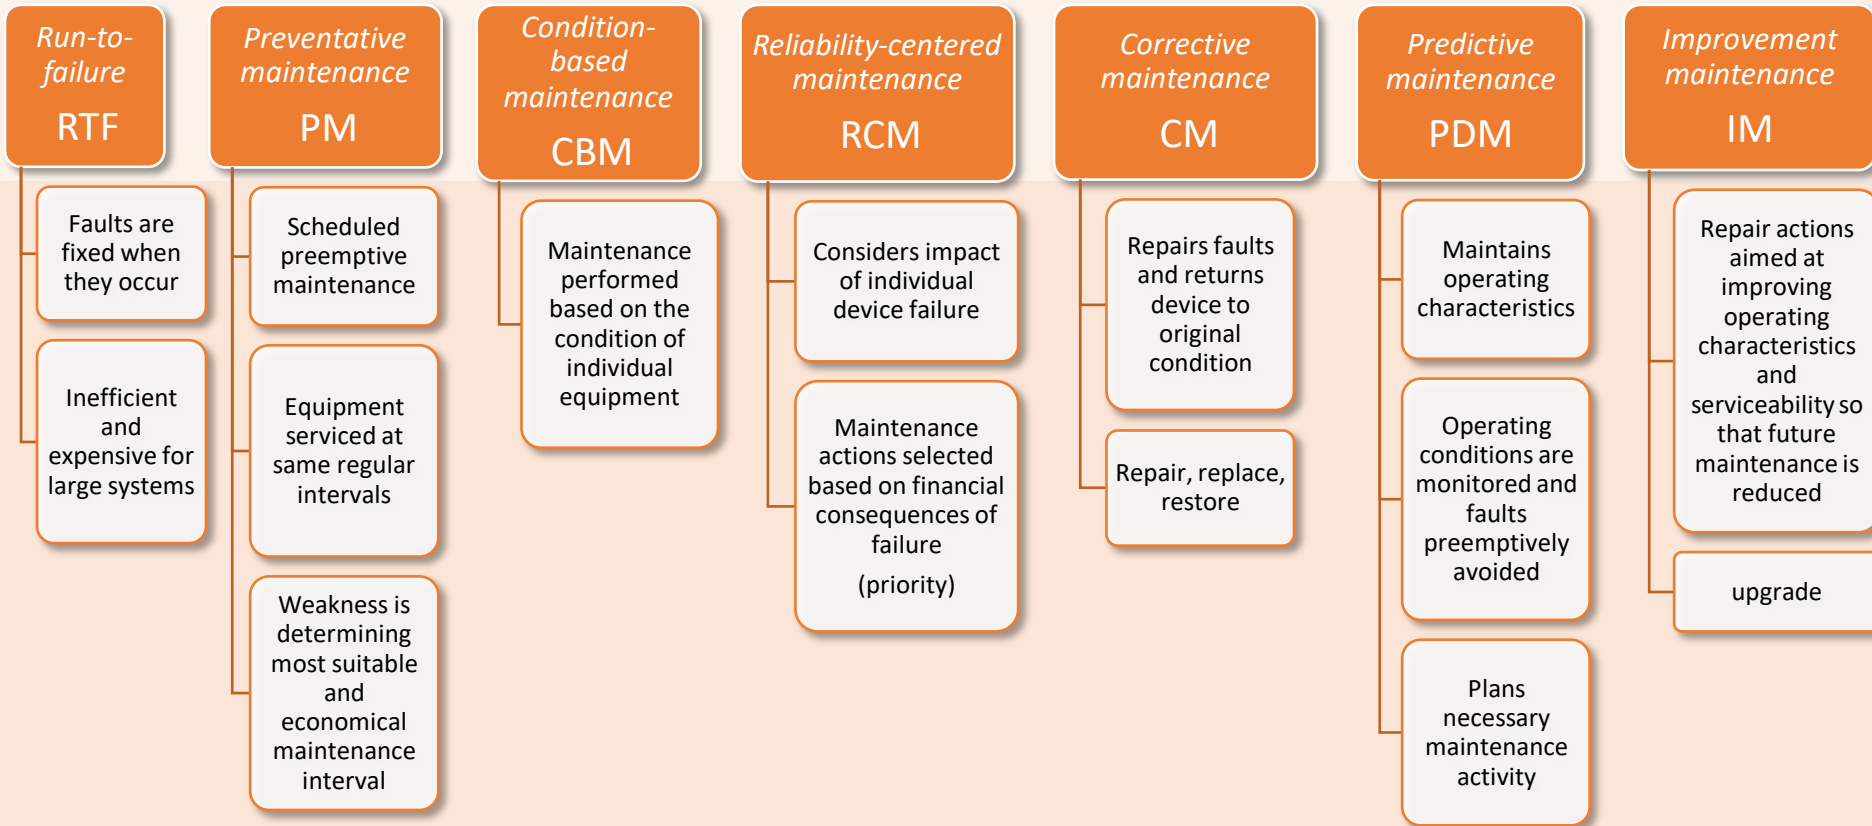 Run-to-
failure
RTF
Faults are
fixed when
they occur
Inefficient
and
expensive for
large systems
Preventative
maintenance
PM
Scheduled
preemptive
maintenance
Equipment
serviced at
same regular
intervals
Weakness is
determining
most suitable
and
economical
maintenance
interval
Condition-
based
maintenance
CBM
Maintenance
performed
based on the
condition of
individual
equipment
Reliability-centered
maintenance
RCM
Considers impact
of individual
device failure
Maintenance
actions selected
based on financial
consequences of
failure
(priority)
Corrective
maintenance
CM
Repairs faults
and returns
device to
original
condition
Repair, replace,
restore
Predictive
maintenance
PDM
Maintains
operating
characteristics
Operating
conditions are
monitored and
faults
preemptively
avoided
Plans
necessary
maintenance
activity
Improvement
maintenance
IM
Repair actions
aimed at
improving
operating
characteristics
and
serviceability so
that future
maintenance is
reduced
upgrade